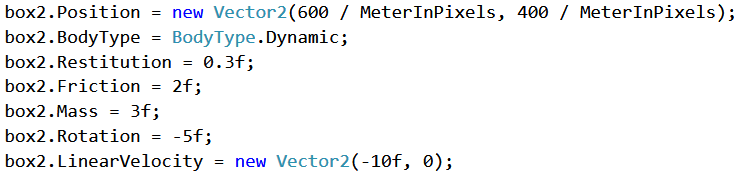 box2.Position = new Vector2(600 / MeterInPixels, 400 / MeterInPixels);
box2.BodyType = BodyType.Dynamic;
box2.Restitution = 0.3f;
box2.Friction = 2f;
box2.Mass = 3f;
box2.Rotation = -5f;
box2.LinearVelocity = new Vector2(-10f, 0);